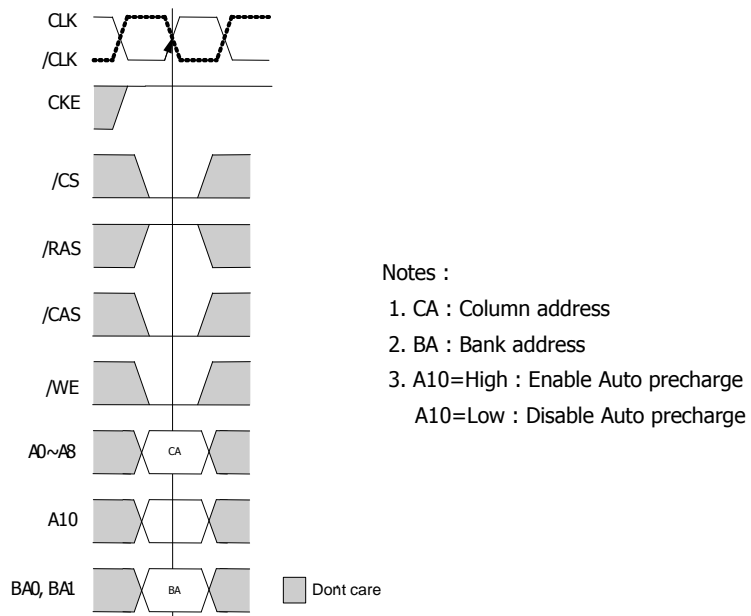 CLK
/CLK
CKE
/CS
/RAS
/CAS
/WE
A0~A8
CA
A10
BA0, BA1
BA
Dont care
Notes :
1. CA : Column address
2. BA : Bank address
3. A10=High : Enable Auto precharge
A10=Low : Disable Auto precharge